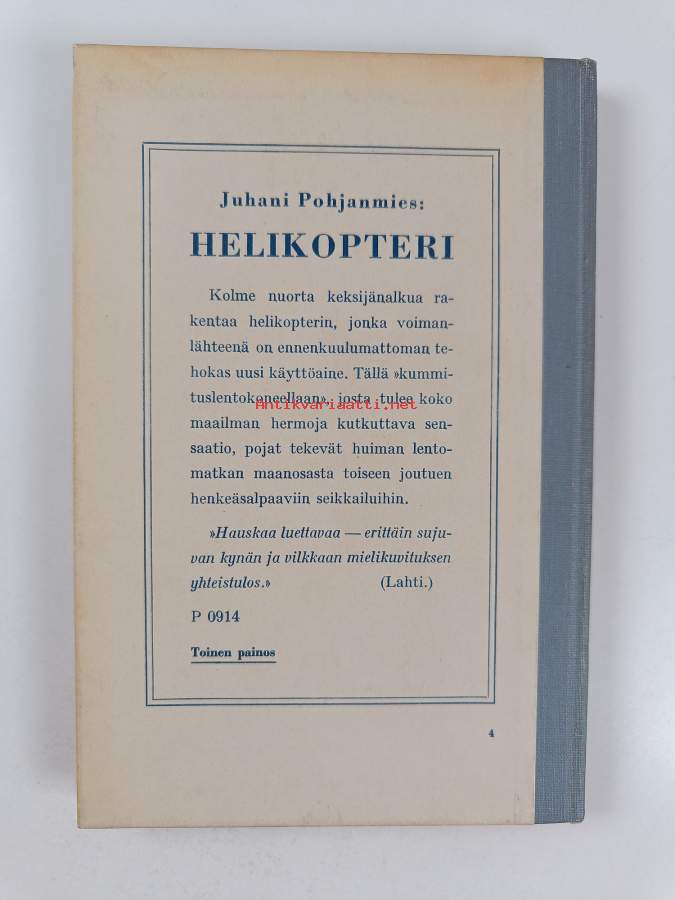 Juhani Pohjanmies:
HELIKOPTERI
Kolme nuorta keksijänalkua ra-
kentaa helikopterin, jonka voiman-
lähteenä on ennenkuulumattoman te-
hokas uusi käyttöaine. Tällä »kummi-
tuslentokoneellaan», josta tulee koko
Antikvariaatti.net
maailman hermoja kutkuttava sen-
saatio, pojat tekevät huiman lento-
matkan maanosasta toiseen joutuen
henkeäsalpaaviin seikkailuihin.
»Hauskaa luettavaa — erittäin suju-
van kynän ja vilkkaan mielikuvituksen
yhteistulos.» (Lahti.)
P 0914
Toinen painos
4